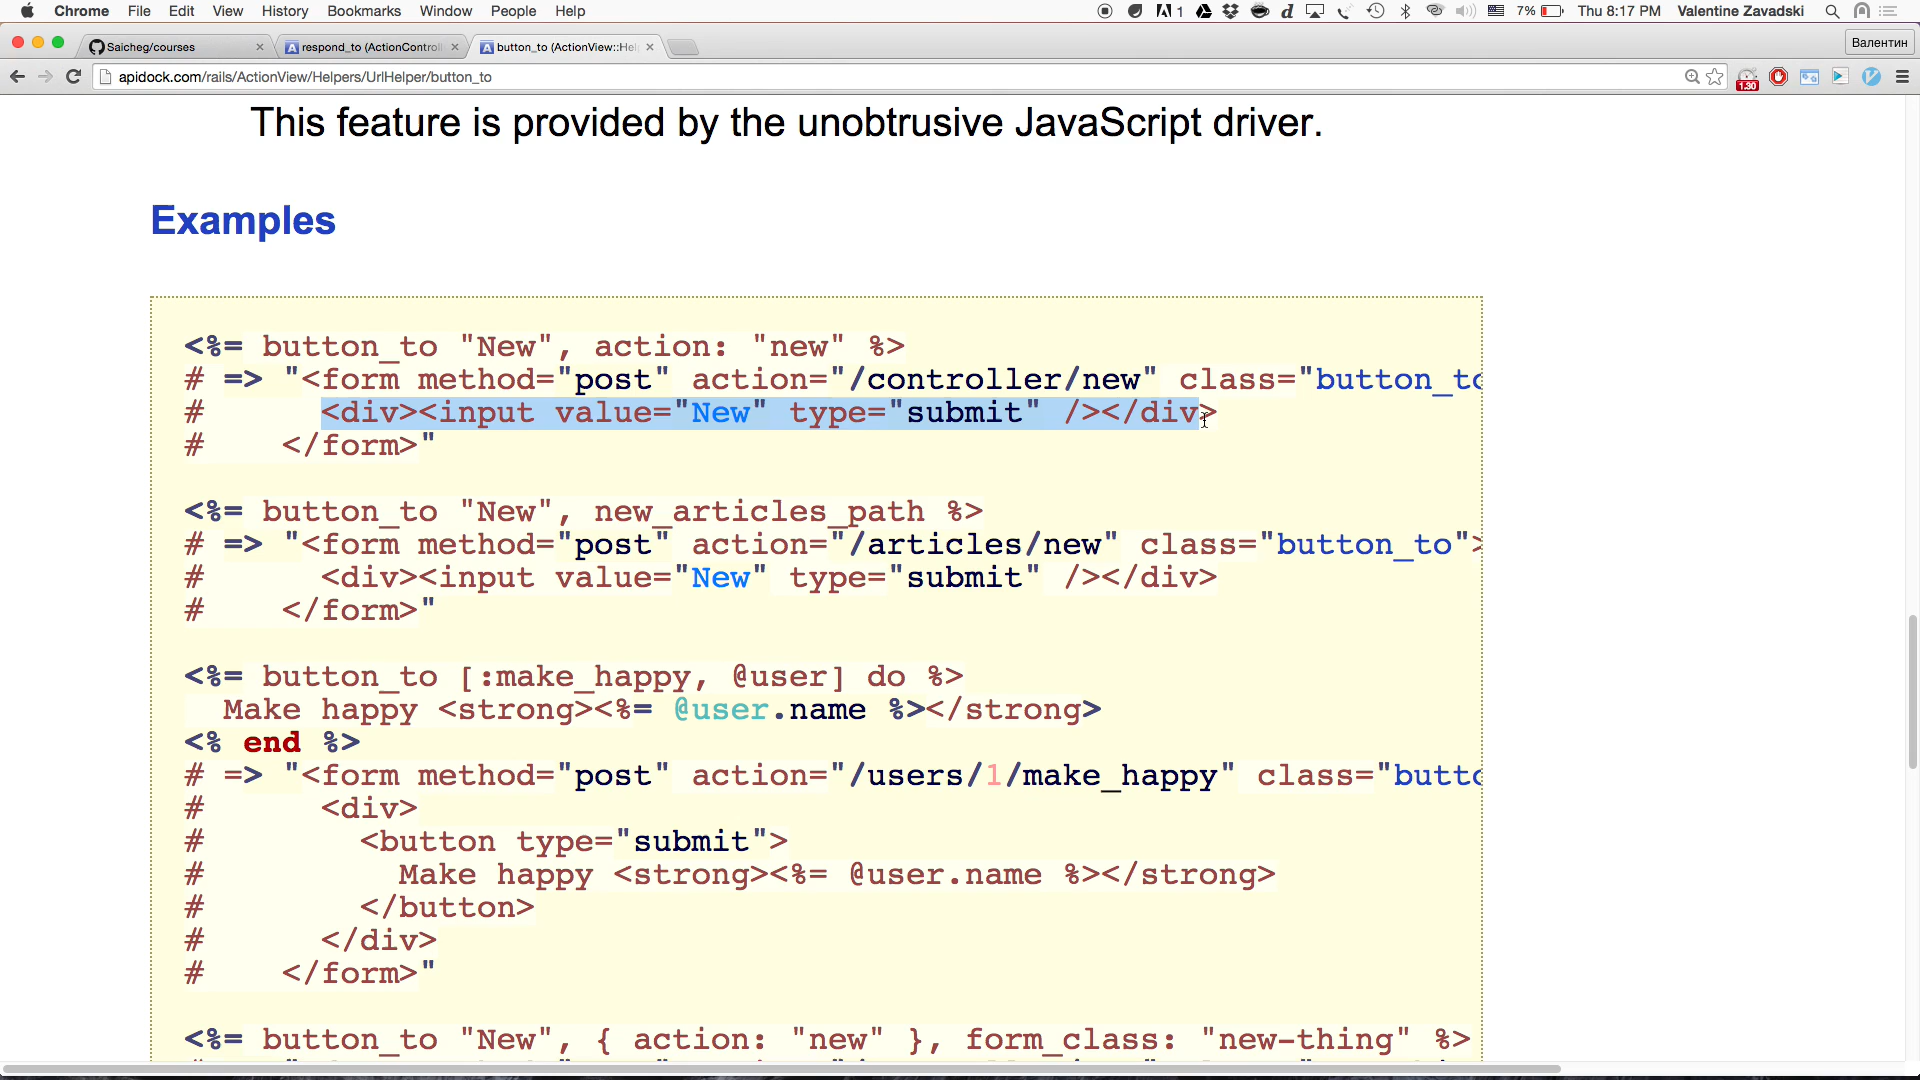 Chrome File Edit View History Bookmarks Window People Help 1 7% Thu 8:17 PM Valentine Zavadski
Saicheg/courses × respond_to (ActionControl × button_to (ActionView::Hel × Валентин
apidock.com/rails/ActionView/Helpers/UrlHelper/button_to 1.30
This feature is provided by the unobtrusive JavaScript driver.
Examples
<%= button_to "New", action: "new" %>
# => "<form method="post" action="/controller/new" class="button_to
#      <div><input value="New" type="submit" /></div>
#    </form>"
<%= button_to "New", new_articles_path %>
# => "<form method="post" action="/articles/new" class="button_to">
#      <div><input value="New" type="submit" /></div>
#    </form>"
<%= button_to [:make_happy, @user] do %>
  Make happy <strong><%= @user.name %></strong>
<% end %>
# => "<form method="post" action="/users/1/make_happy" class="butto
#      <div>
#        <button type="submit">
#          Make happy <strong><%= @user.name %></strong>
#        </button>
#      </div>
#    </form>"
<%= button_to "New", { action: "new" }, form_class: "new-thing" %>